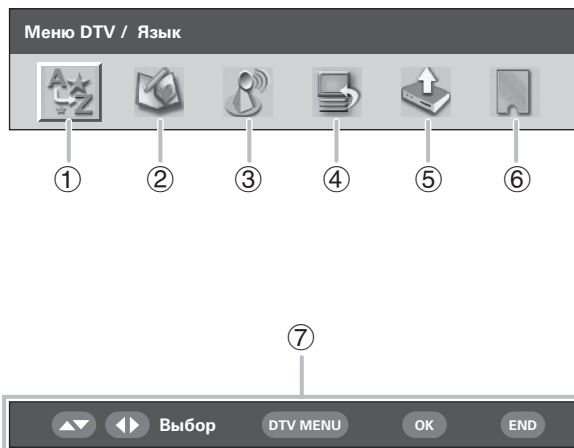 Меню DTV / Язык
A Z
① ② ③ ④ ⑤ ⑥
⑦
Выбор DTV MENU OK END